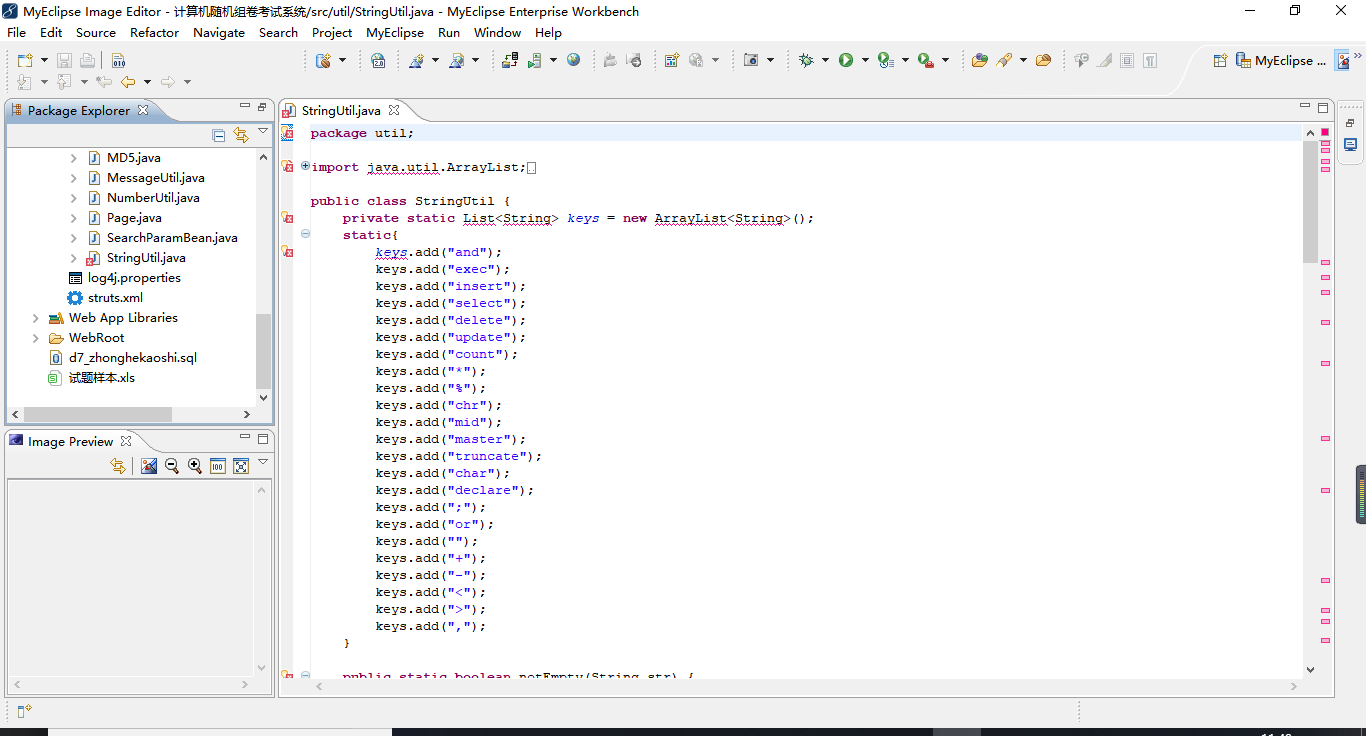 MyEclipse Image Editor - 计算机随机组卷考试系统/src/util/StringUtil.java - MyEclipse Enterprise Workbench
File Edit Source Refactor Navigate Search Project MyEclipse Run Window Help
MyEclipse ...
Package Explorer
MD5.java
MessageUtil.java
NumberUtil.java
Page.java
SearchParamBean.java
StringUtil.java
log4j.properties
struts.xml
Web App Libraries
WebRoot
d7_zhonghekaoshi.sql
试题样本.xls
Image Preview
StringUtil.java
package util;
import java.util.ArrayList;
public class StringUtil {
private static List<String> keys = new ArrayList<String>();
static{
keys.add("and");
keys.add("exec");
keys.add("insert");
keys.add("select");
keys.add("delete");
keys.add("update");
keys.add("count");
keys.add("*");
keys.add("%");
keys.add("chr");
keys.add("mid");
keys.add("master");
keys.add("truncate");
keys.add("char");
keys.add("declare");
keys.add(";");
keys.add("or");
keys.add("");
keys.add("+");
keys.add("-");
keys.add("<");
keys.add(">");
keys.add(",");
}
public static boolean notEmpty(String str) {